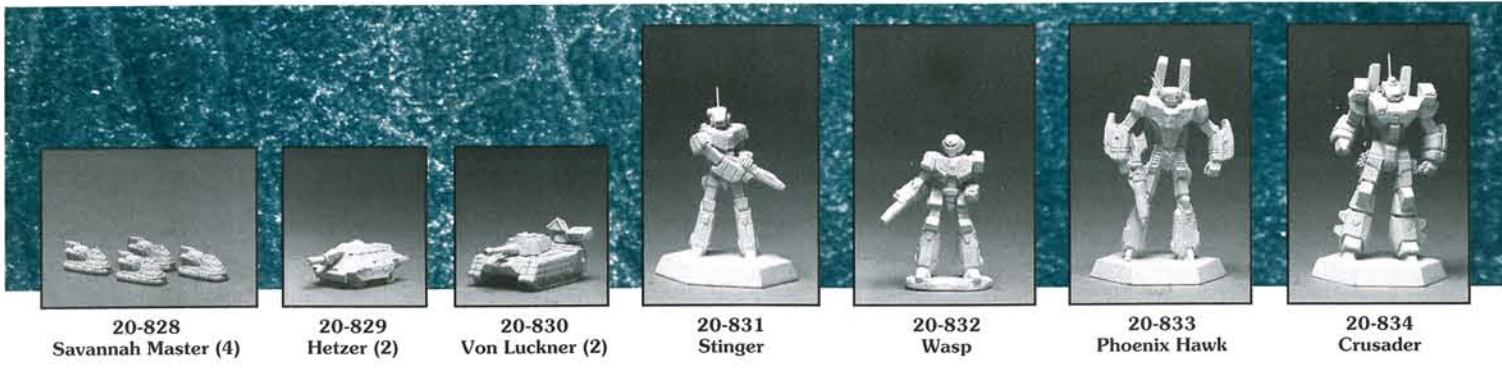 20-828
Savannah Master (4)
20-829
Hetzer (2)
20-830
Von Luckner (2)
20-831
Stinger
20-832
Wasp
20-833
Phoenix Hawk
20-834
Crusader